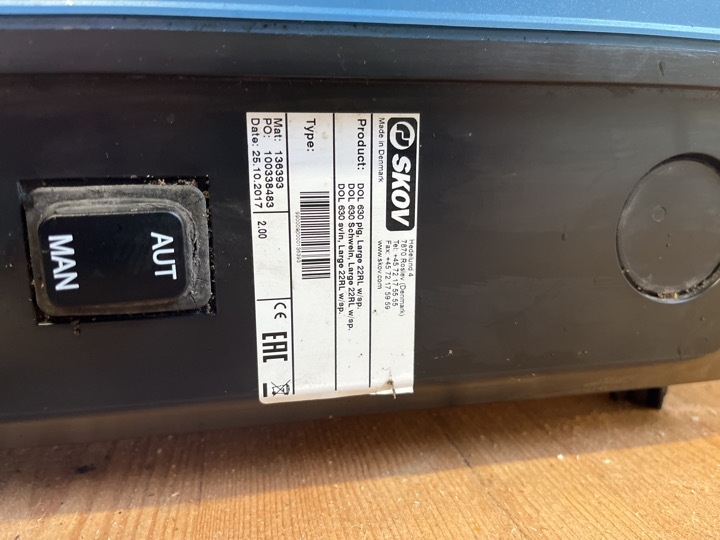 SKOV
Made in Denmark
Hedelund 4
7870 Roslev (Denmark)
Tel: +45 72 17 55 55
Fax: +45 72 17 59 59
www.skov.com
Product:
DOL 630 pig, Large 22RL w/sp.
DOL 630 Schwein, Large 22RL w/sp.
DOL 630 svin, Large 22RL w/sp.
Type:
Mat: 136393
PO: 100338483
Date: 25.10.2017
2.00
CE
EAC
AUT
MAN